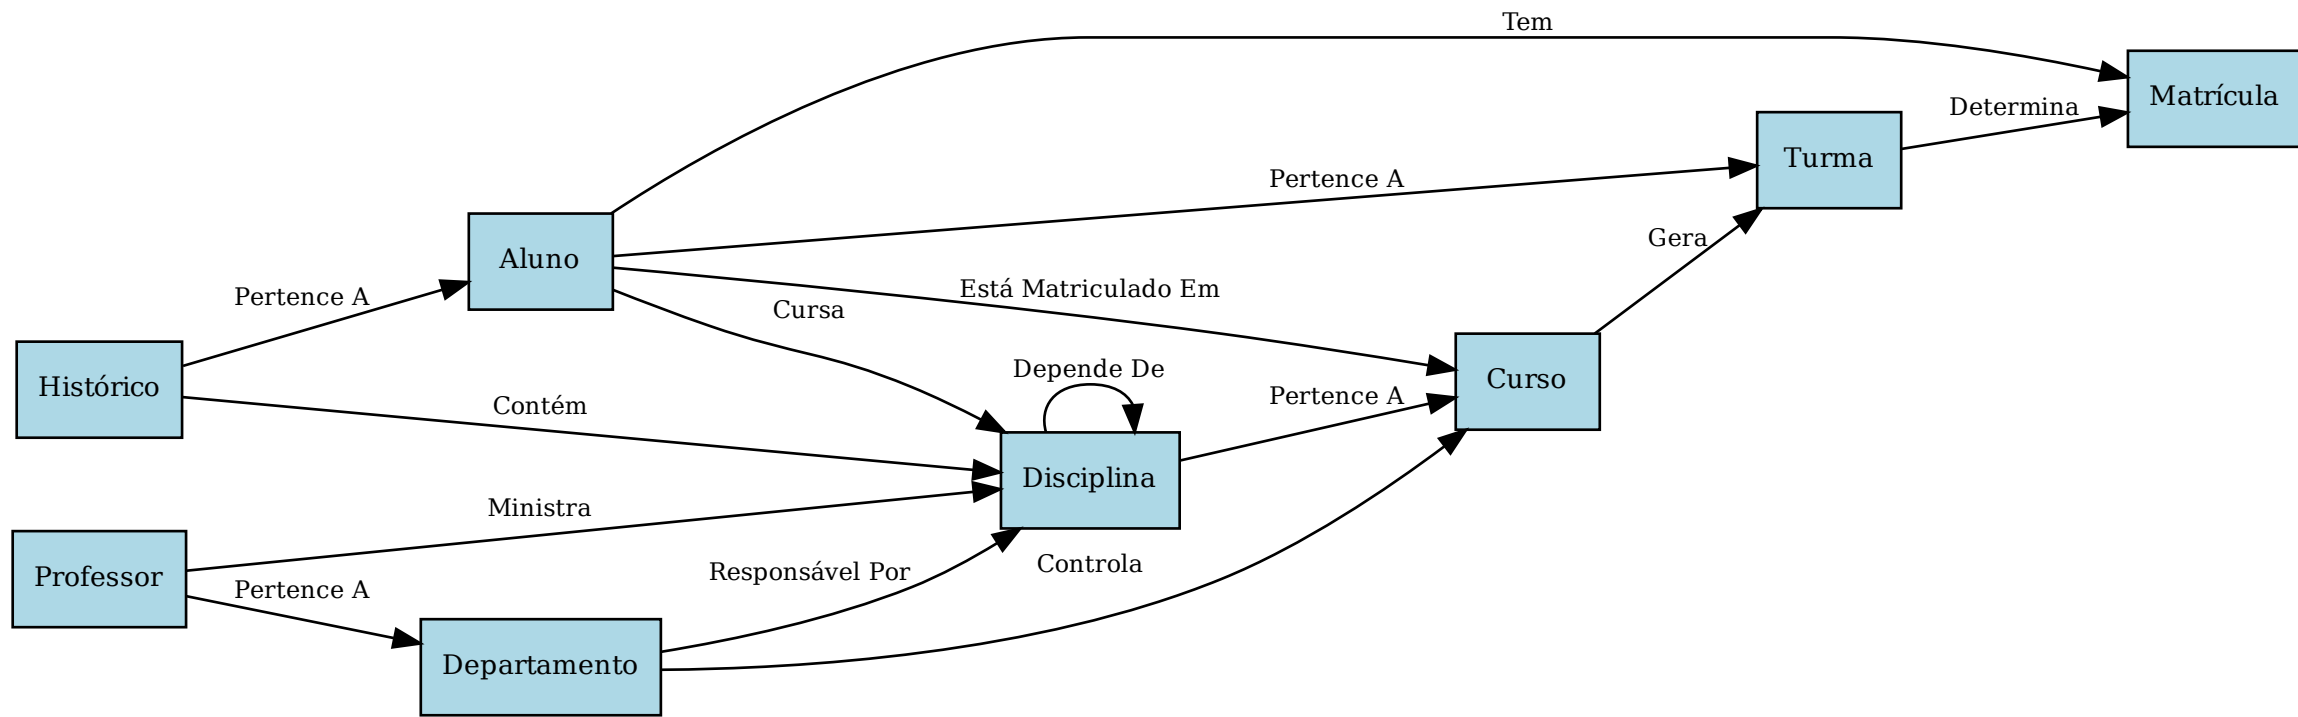 Tem
Matrícula
Determina
Turma
Pertence A
Gera
Aluno
Está Matriculado Em
Pertence A
Cursa
Depende De
Curso
Histórico
Pertence A
Contém
Disciplina
Ministra
Controla
Professor
Responsável Por
Pertence A
Departamento